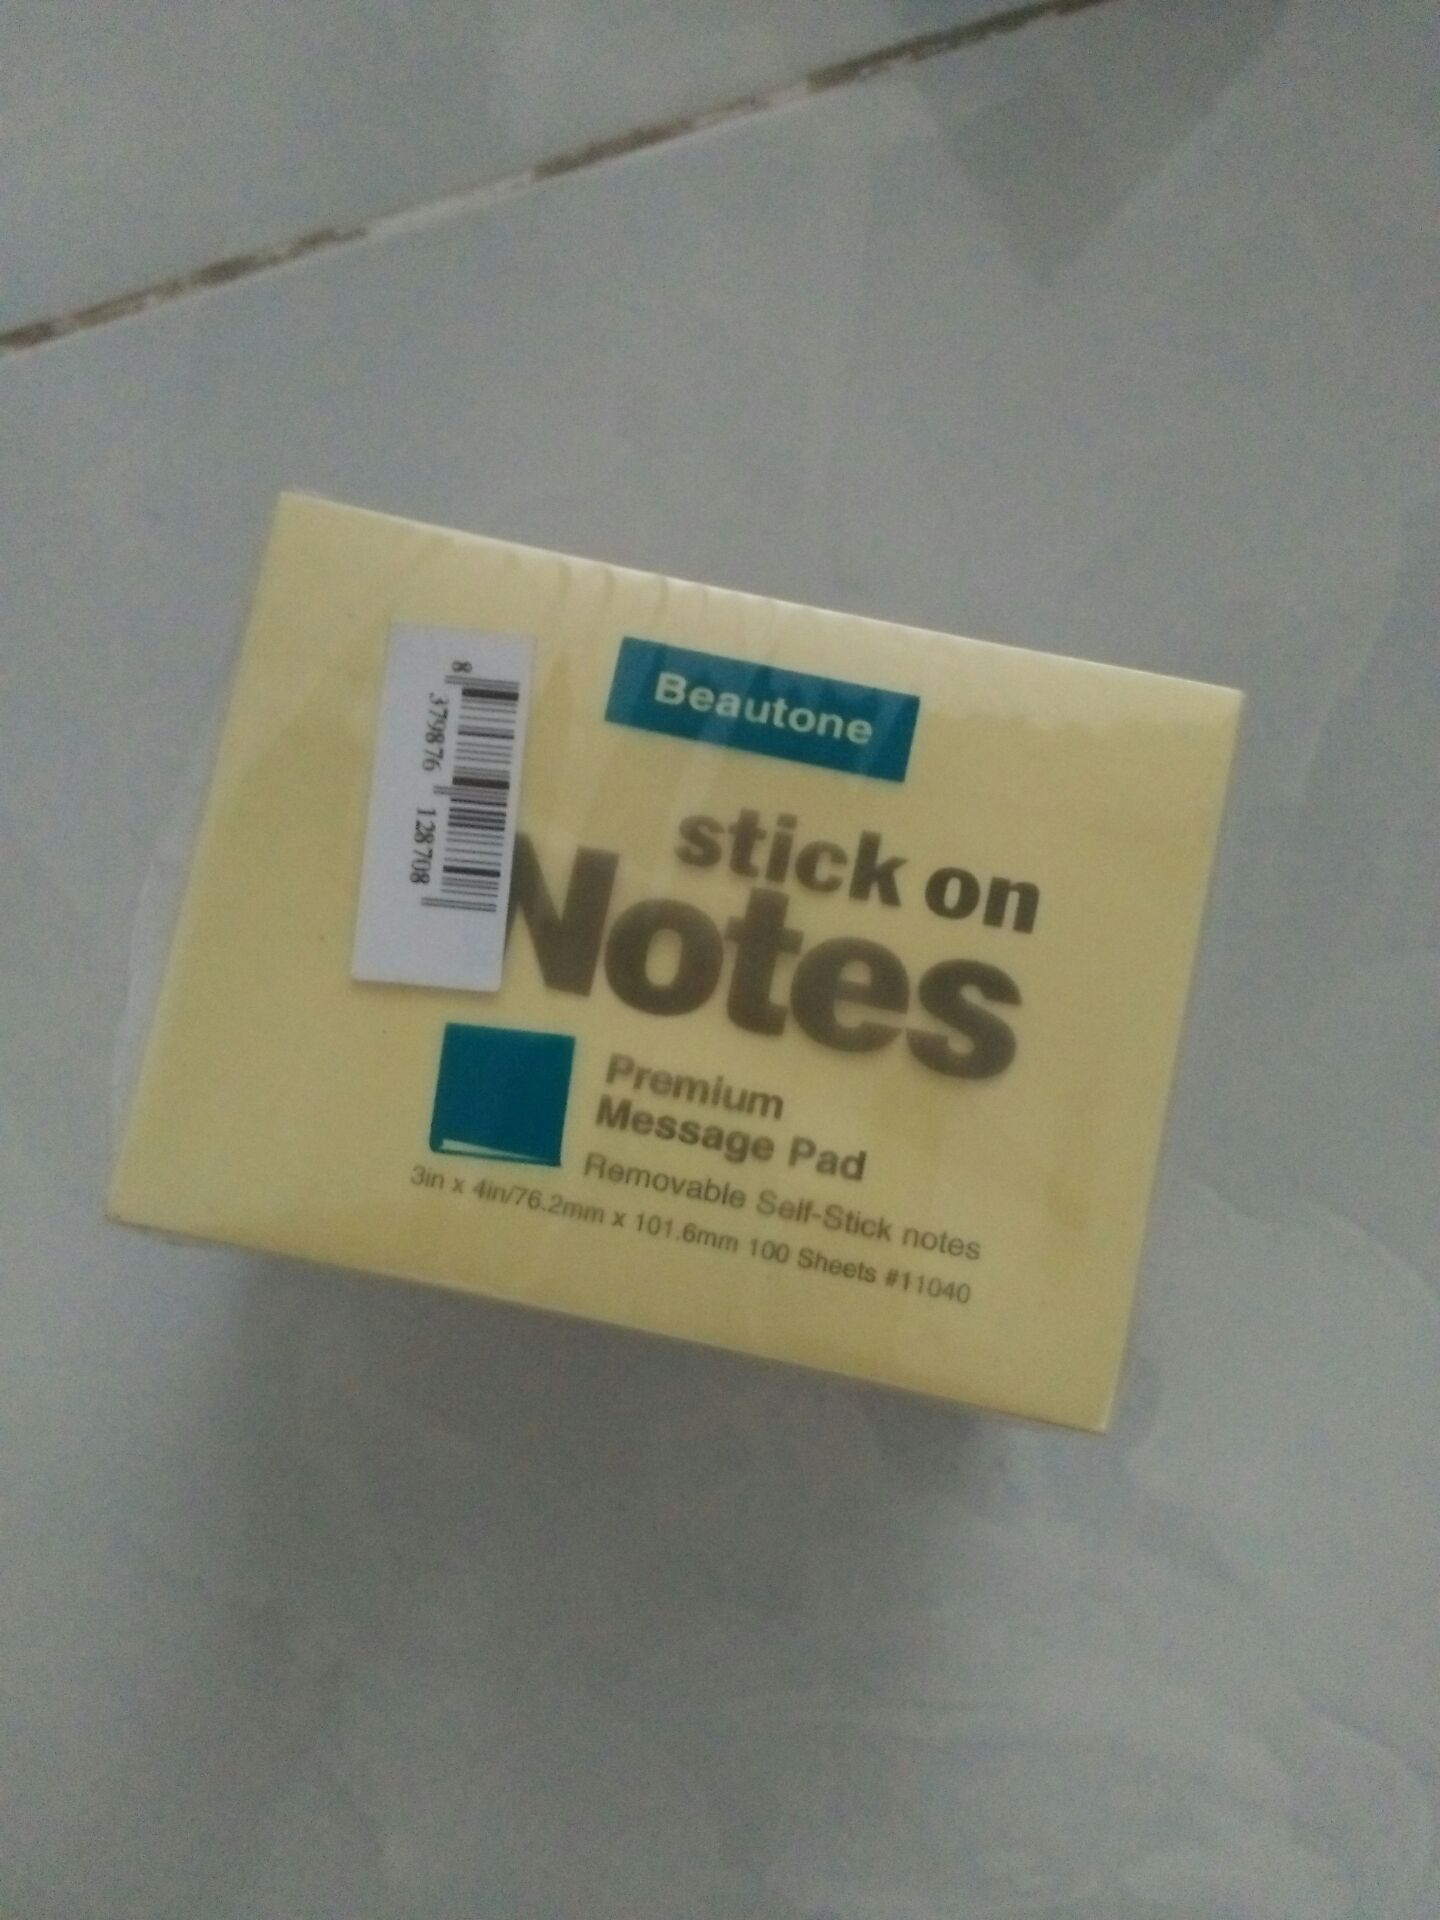 Beautone
stick on
Notes
Premium
Message Pad
Removable Self-Stick notes
3in x 4in/76.2mm x 101.6mm 100 Sheets #11040
8 379876 128708